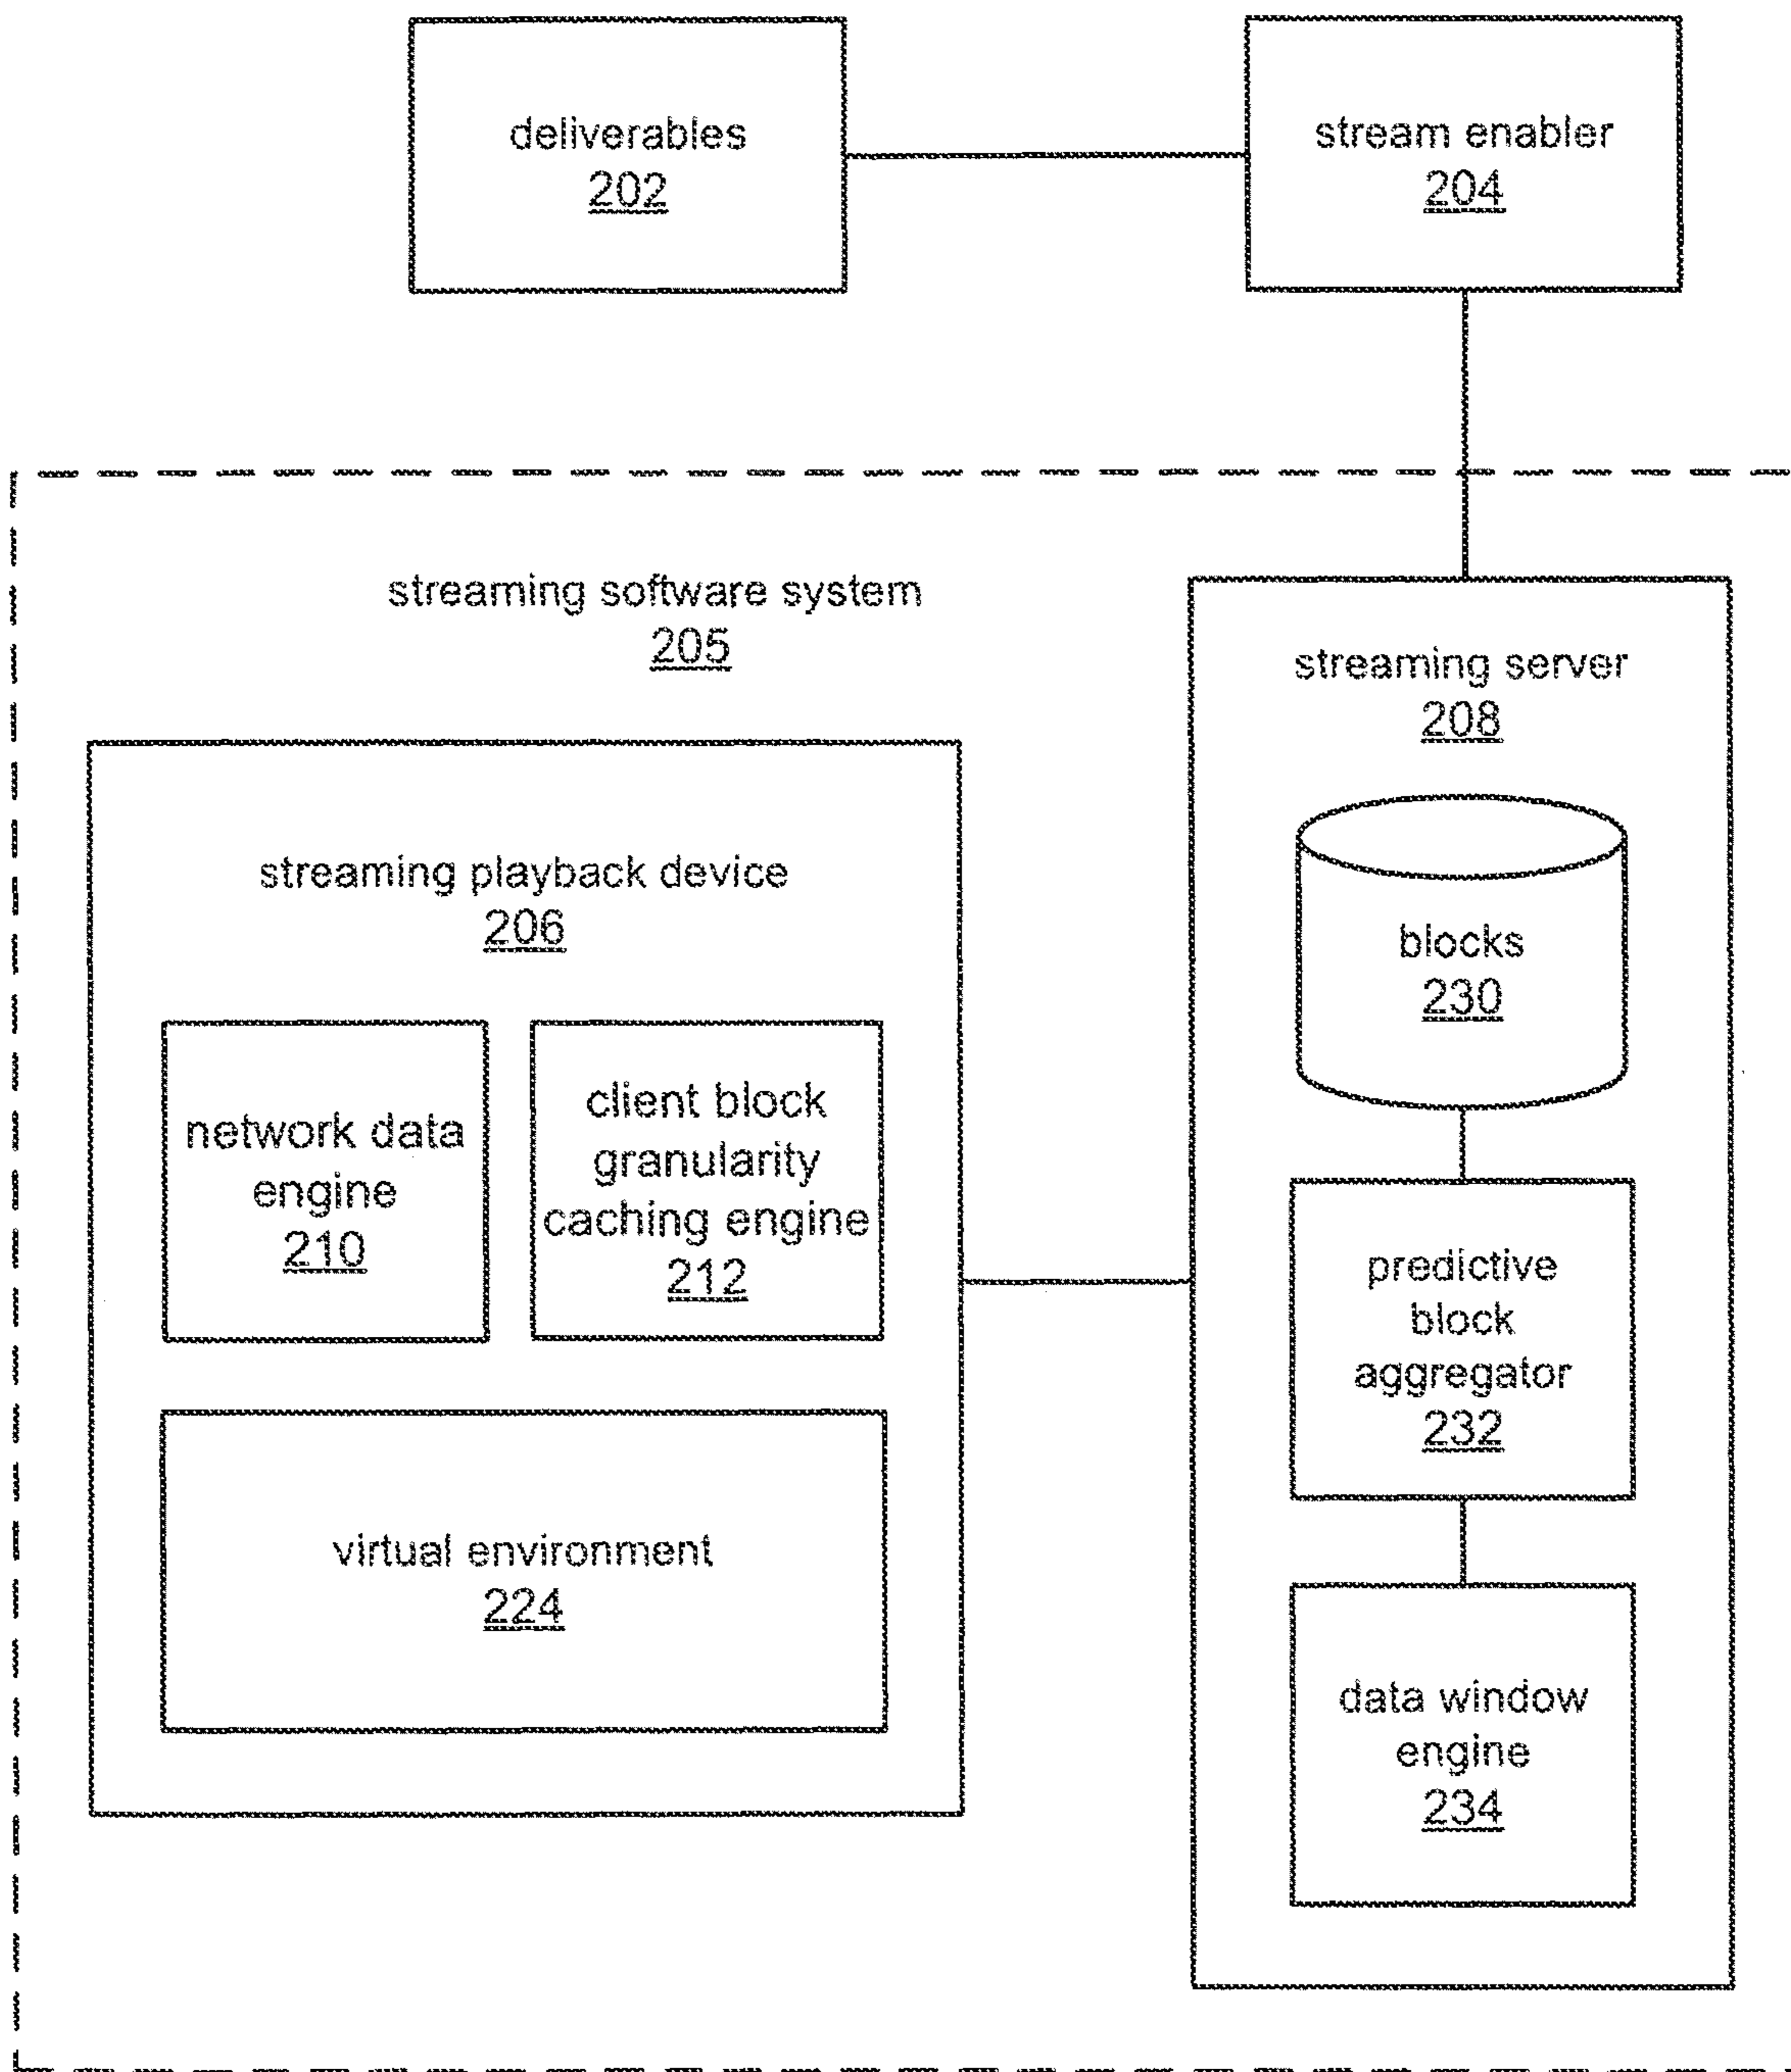 deliverables
202
stream enabler
204
streaming software system
205
streaming playback device
206
network data
engine
210
client block
granularity
caching engine
212
virtual environment
224
streaming server
208
blocks
230
predictive
block
aggregator
232
data window
engine
234